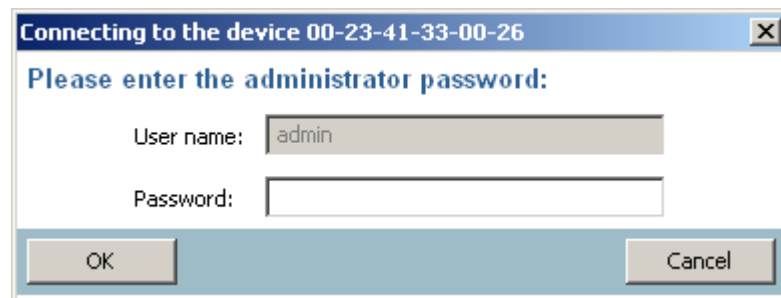 Connecting to the device 00-23-41-33-00-26
Please enter the administrator password:
User name: admin
Password:
OK Cancel